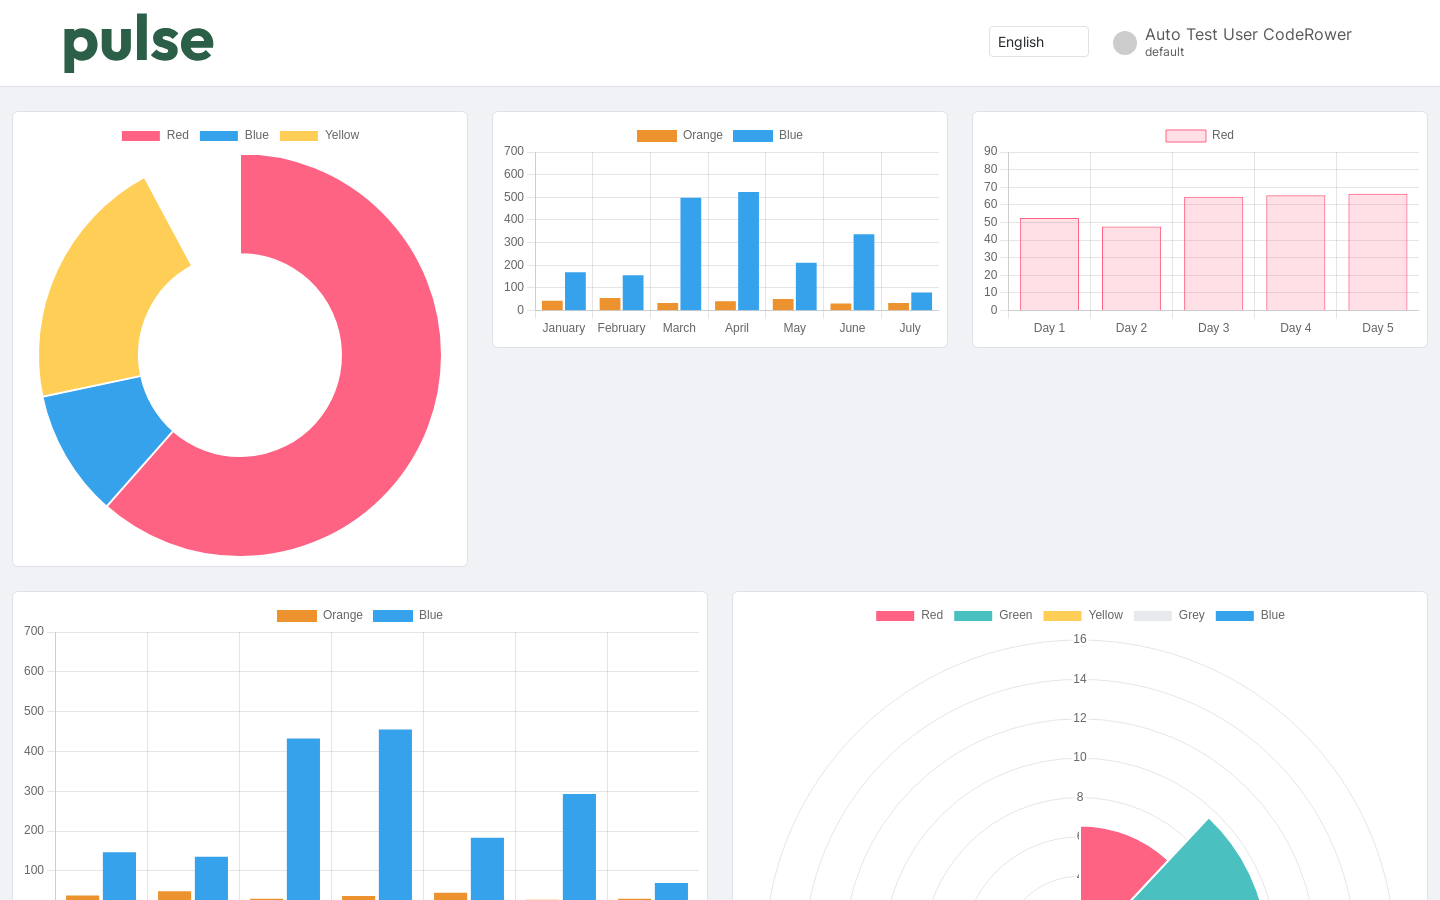 pulse
English
Auto Test User CodeRower
default
Red Blue Yellow
Orange Blue
700
600
500
400
300
200
100
0
January February March April May June July
Red
90
80
70
60
50
40
30
20
10
0
Day 1 Day 2 Day 3 Day 4 Day 5
Orange Blue
700
600
500
400
300
200
100
Red Green Yellow Grey Blue
16
14
12
10
8